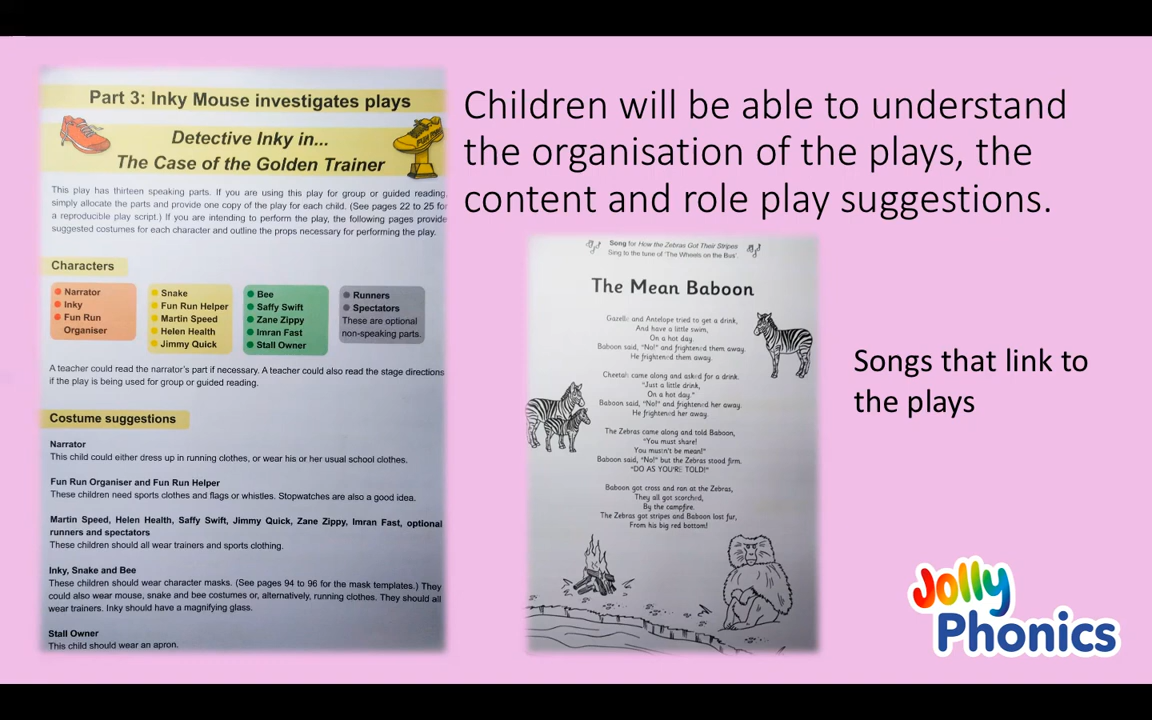 Part 3: Inky Mouse investigates plays
Detective Inky in...
The Case of the Golden Trainer
This play has thirteen speaking parts. If you are using this play for group or guided reading,
simply allocate the parts and provide one copy of the play for each child. (See pages 22 to 25 for
a reproducible play script.) If you are intending to perform the play, the following pages provide
suggested costumes for each character and outline the props necessary for performing the play.
Characters
Narrator
Inky
Fun Run
Organiser
Snake
Fun Run Helper
Martin Speed
Helen Health
Jimmy Quick
Bee
Saffy Swift
Zane Zippy
Imran Fast
Stall Owner
Runners
Spectators
These are optional
non-speaking parts.
A teacher could read the narrator's part if necessary. A teacher could also read the stage directions
if the play is being used for group or guided reading.
Costume suggestions
Narrator
This child could either dress up in running clothes, or wear his or her usual school clothes.
Fun Run Organiser and Fun Run Helper
These children need sports clothes and flags or whistles. Stopwatches are also a good idea.
Martin Speed, Helen Health, Saffy Swift, Jimmy Quick, Zane Zippy, Imran Fast, optional
runners and spectators
These children should all wear trainers and sports clothing.
Inky, Snake and Bee
These children should wear character masks. (See pages 94 to 96 for the mask templates.) They
could also wear mouse, snake and bee costumes or, alternatively, running clothes. They should all
wear trainers. Inky should have a magnifying glass.
Stall Owner
This child should wear an apron.
Children will be able to understand
the organisation of the plays, the
content and role play suggestions.
Song for How the Zebras Got Their Stripes
Sing to the tune of 'The Wheels on the Bus'
The Mean Baboon
Gazelle and Antelope tried to get a drink,
And have a little swim,
On a hot day.
Baboon said, "No!" and frightened them away.
He frightened them away.
Cheetah came along and asked for a drink.
"Just a little drink,
On a hot day."
Baboon said, "No!" and frightened her away.
He frightened her away.
The Zebras came along and told Baboon,
"You must share!
You mustn't be mean!"
Baboon said, "No!" but the Zebras stood firm.
"DO AS YOU'RE TOLD!"
Baboon got cross and ran at the Zebras,
They all got scorched,
By the campfire.
The Zebras got stripes and Baboon lost fur,
From his big red bottom!
Songs that link to
the plays
Jolly
Phonics